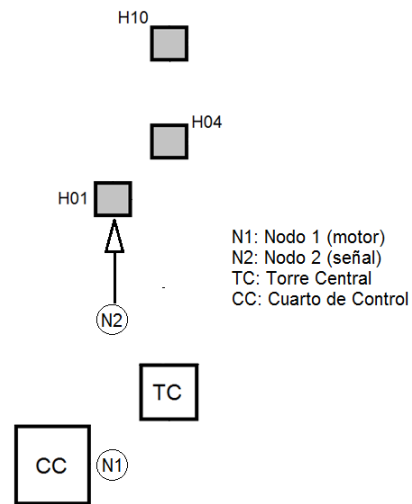 H10
H04
H01
N1: Nodo 1 (motor)
N2: Nodo 2 (señal)
TC: Torre Central
CC: Cuarto de Control
N2
TC
CC
N1